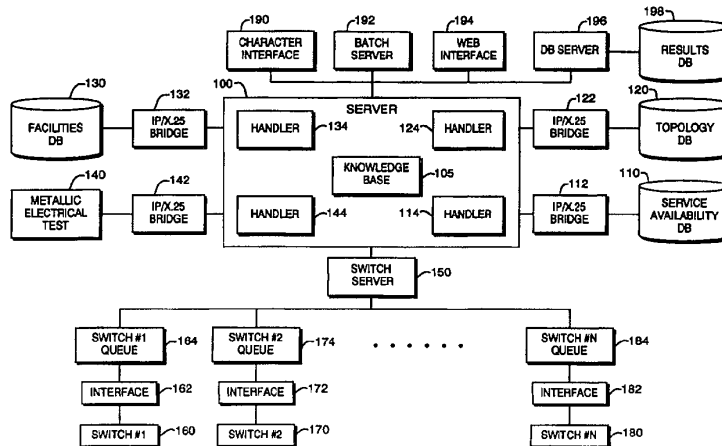 190
192
194
196
198
CHARACTER
INTERFACE
BATCH
SERVER
WEB
INTERFACE
DB SERVER
RESULTS
DB
130
132
100
SERVER
122
120
FACILITIES
DB
IP/X.25
BRIDGE
HANDLER
134
124
HANDLER
IP/X.25
BRIDGE
TOPOLOGY
DB
KNOWLEDGE
BASE
105
140
142
112
110
METALLIC
ELECTRICAL
TEST
IP/X.25
BRIDGE
HANDLER
144
114
HANDLER
IP/X.25
BRIDGE
SERVICE
AVAILABILITY
DB
SWITCH
SERVER
150
SWITCH #1
QUEUE
164
SWITCH #2
QUEUE
174
. . . . . .
SWITCH #N
QUEUE
184
INTERFACE
162
INTERFACE
172
INTERFACE
182
SWITCH #1
160
SWITCH #2
170
SWITCH #N
180